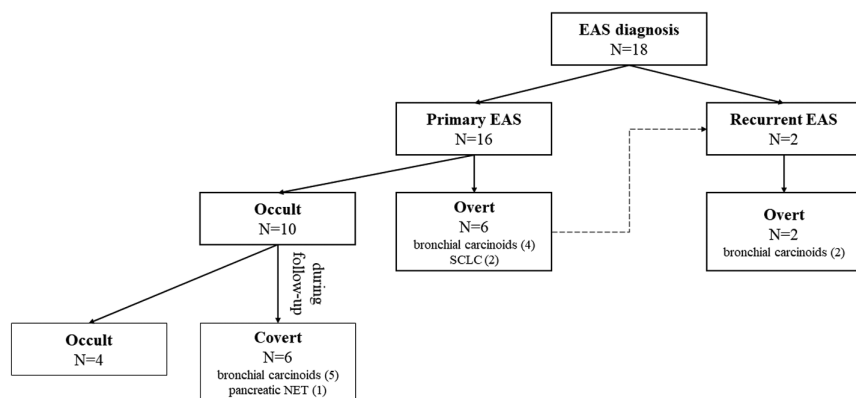 EAS diagnosis
N=18
Primary EAS
N=16
Recurrent EAS
N=2
Occult
N=10
Overt
N=6
bronchial carcinoids (4)
SCLC (2)
Overt
N=2
bronchial carcinoids (2)
during
follow-up
Occult
N=4
Covert
N=6
bronchial carcinoids (5)
pancreatic NET (1)